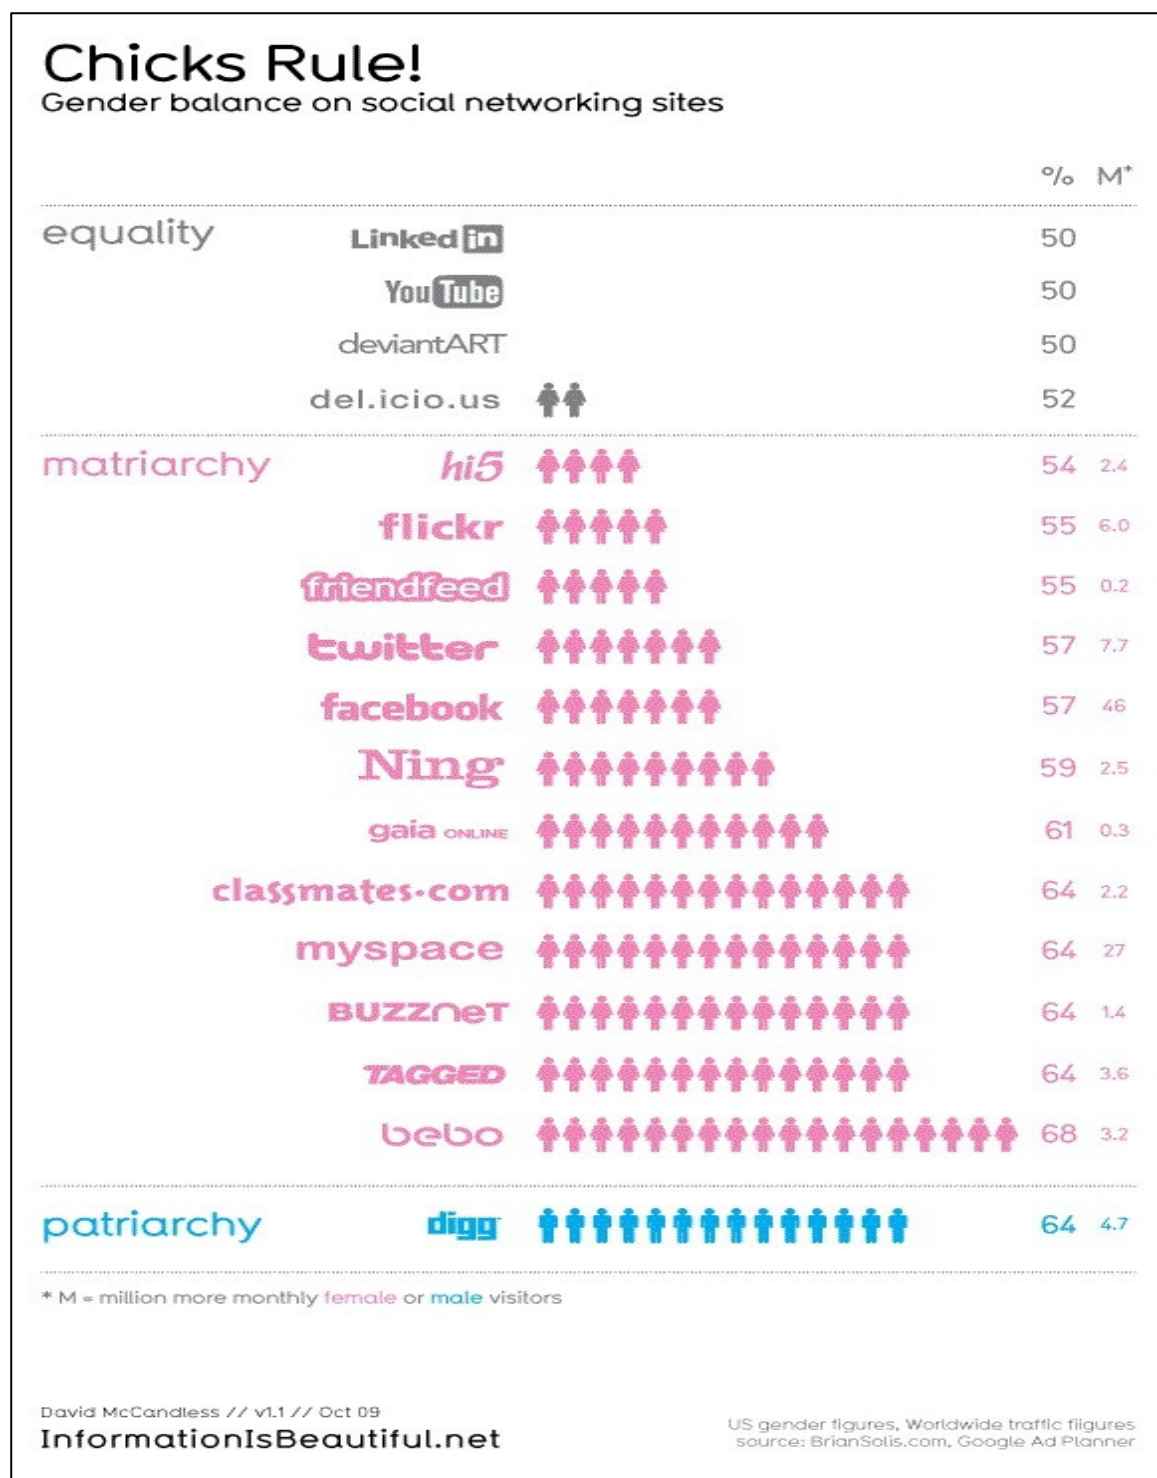 Chicks Rule!
Gender balance on social networking sites
% M*
equality Linked in 50
YouTube 50
deviantART 50
del.icio.us 52
matriarchy hi5 54 2.4
flickr 55 6.0
friendfeed 55 0.2
twitter 57 7.7
facebook 57 46
Ning 59 2.5
gaia ONLINE 61 0.3
classmates.com 64 2.2
myspace 64 27
BUZZNeT 64 1.4
TAGGED 64 3.6
bebo 68 3.2
patriarchy digg 64 4.7
* M = million more monthly female or male visitors
David McCandless // v1.1 // Oct 09
InformationIsBeautiful.net
US gender figures, Worldwide traffic fiigures
source: BrianSolis.com, Google Ad Planner